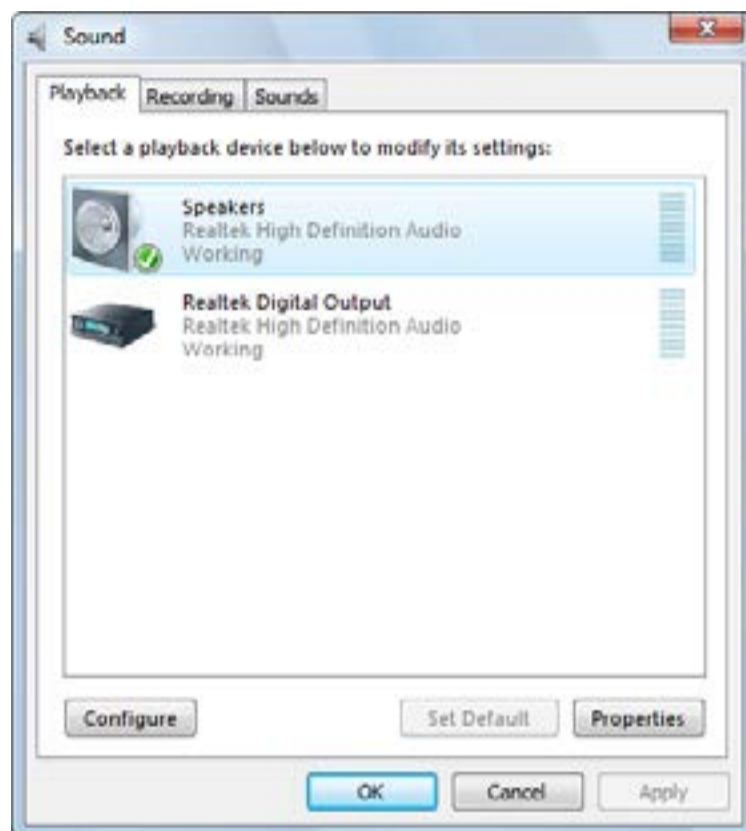 Sound
Playback Recording Sounds
Select a playback device below to modify its settings:
Speakers
Realtek High Definition Audio
Working
Realtek Digital Output
Realtek High Definition Audio
Working
Configure Set Default Properties
OK Cancel Apply